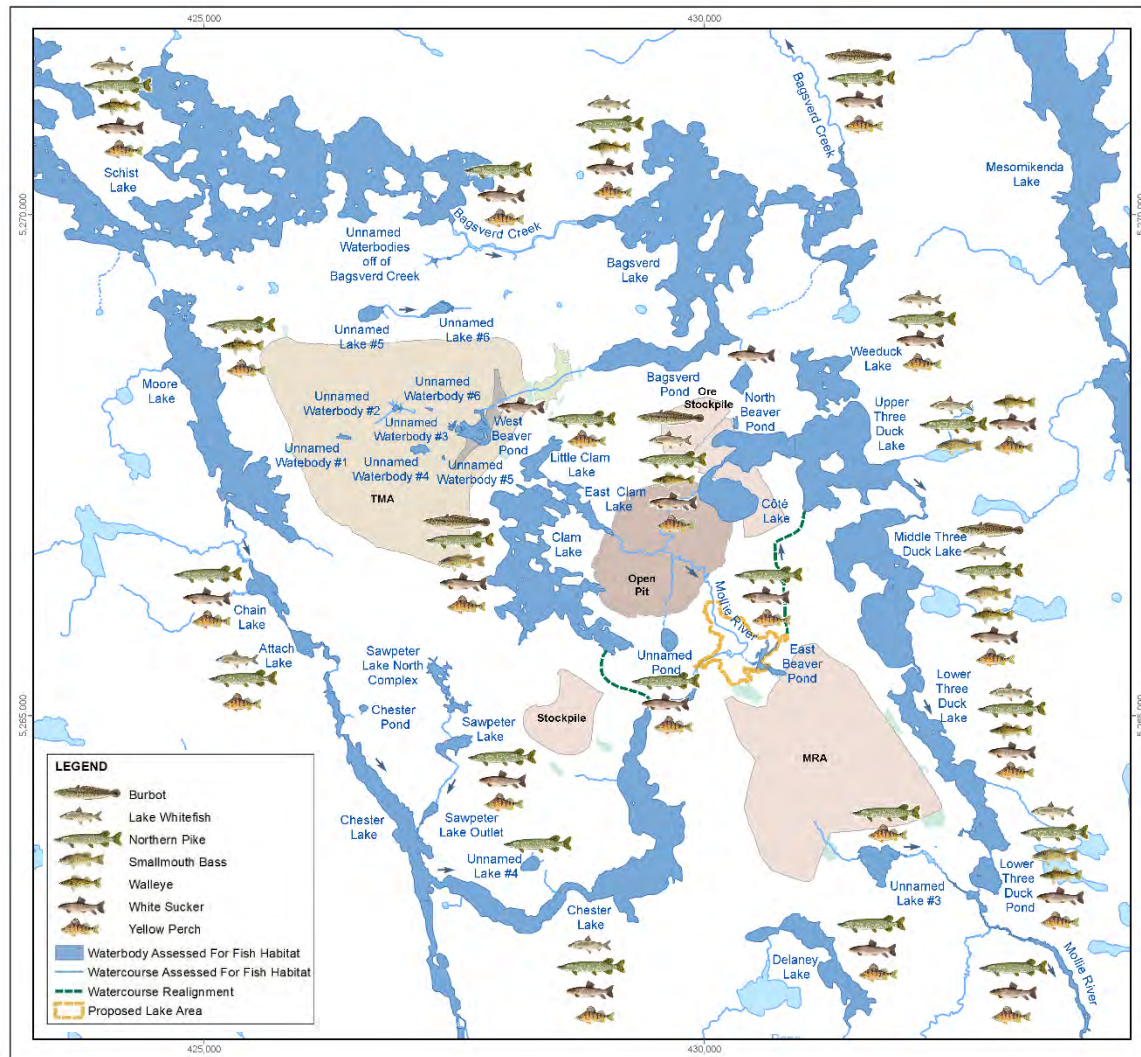 425,000
430,000
Bagsverd Creek
Mesomikenda
Lake
Schist
Lake
5,270,000
5,270,000
Bagsverd Creek
Unnamed
Waterbodies
off of
Bagsverd Creek
Bagsverd
Lake
Unnamed
Lake #5
Unnamed
Lake #6
Weeduck
Lake
Moore
Lake
Bagsverd
Pond
Ore
Stockpile
North
Beaver
Pond
Upper
Three
Duck
Lake
Unnamed
Waterbody
#2
Unnamed
Waterbody
#6
Unnamed
Waterbody #3
West
Beaver
Pond
Unnamed
Watebody #1
Unnamed
Waterbody #4
Unnamed
Waterbody #5
TMA
Little Clam
Lake
East Clam
Lake
Côté
Lake
Clam
Lake
Middle Three
Duck Lake
Open
Pit
Mollie River
Chain
Lake
Attach
Lake
Sawpeter
Lake North
Complex
Unnamed
Pond
East
Beaver
Pond
Lower
Three
Duck
Lake
Chester
Pond
5,265,000
5,265,000
Sawpeter
Lake
Stockpile
MRA
Chester
Lake
Sawpeter
Lake Outlet
Unnamed
Lake #4
Unnamed
Lake #3
Lower
Three
Duck
Pond
Chester
Lake
Delaney
Lake
Mollie
River
LEGEND
Burbot
Lake Whitefish
Northern Pike
Smallmouth Bass
Walleye
White Sucker
Yellow Perch
Waterbody Assessed For Fish Habitat
Watercourse Assessed For Fish Habitat
Watercourse Realignment
Proposed Lake Area
425,000
430,000